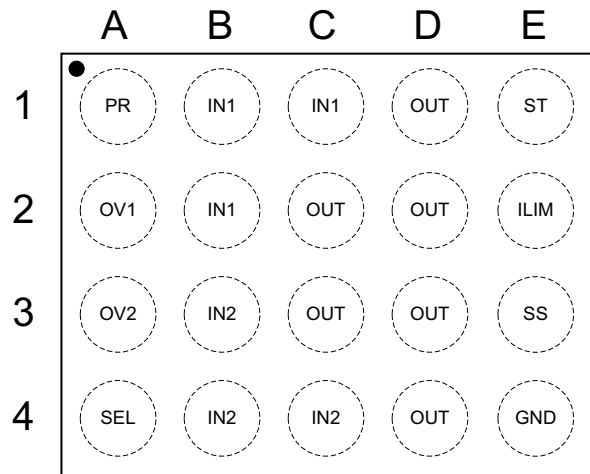 A B C D E
1 PR IN1 IN1 OUT ST
2 OV1 IN1 OUT OUT ILIM
3 OV2 IN2 OUT OUT SS
4 SEL IN2 IN2 OUT GND